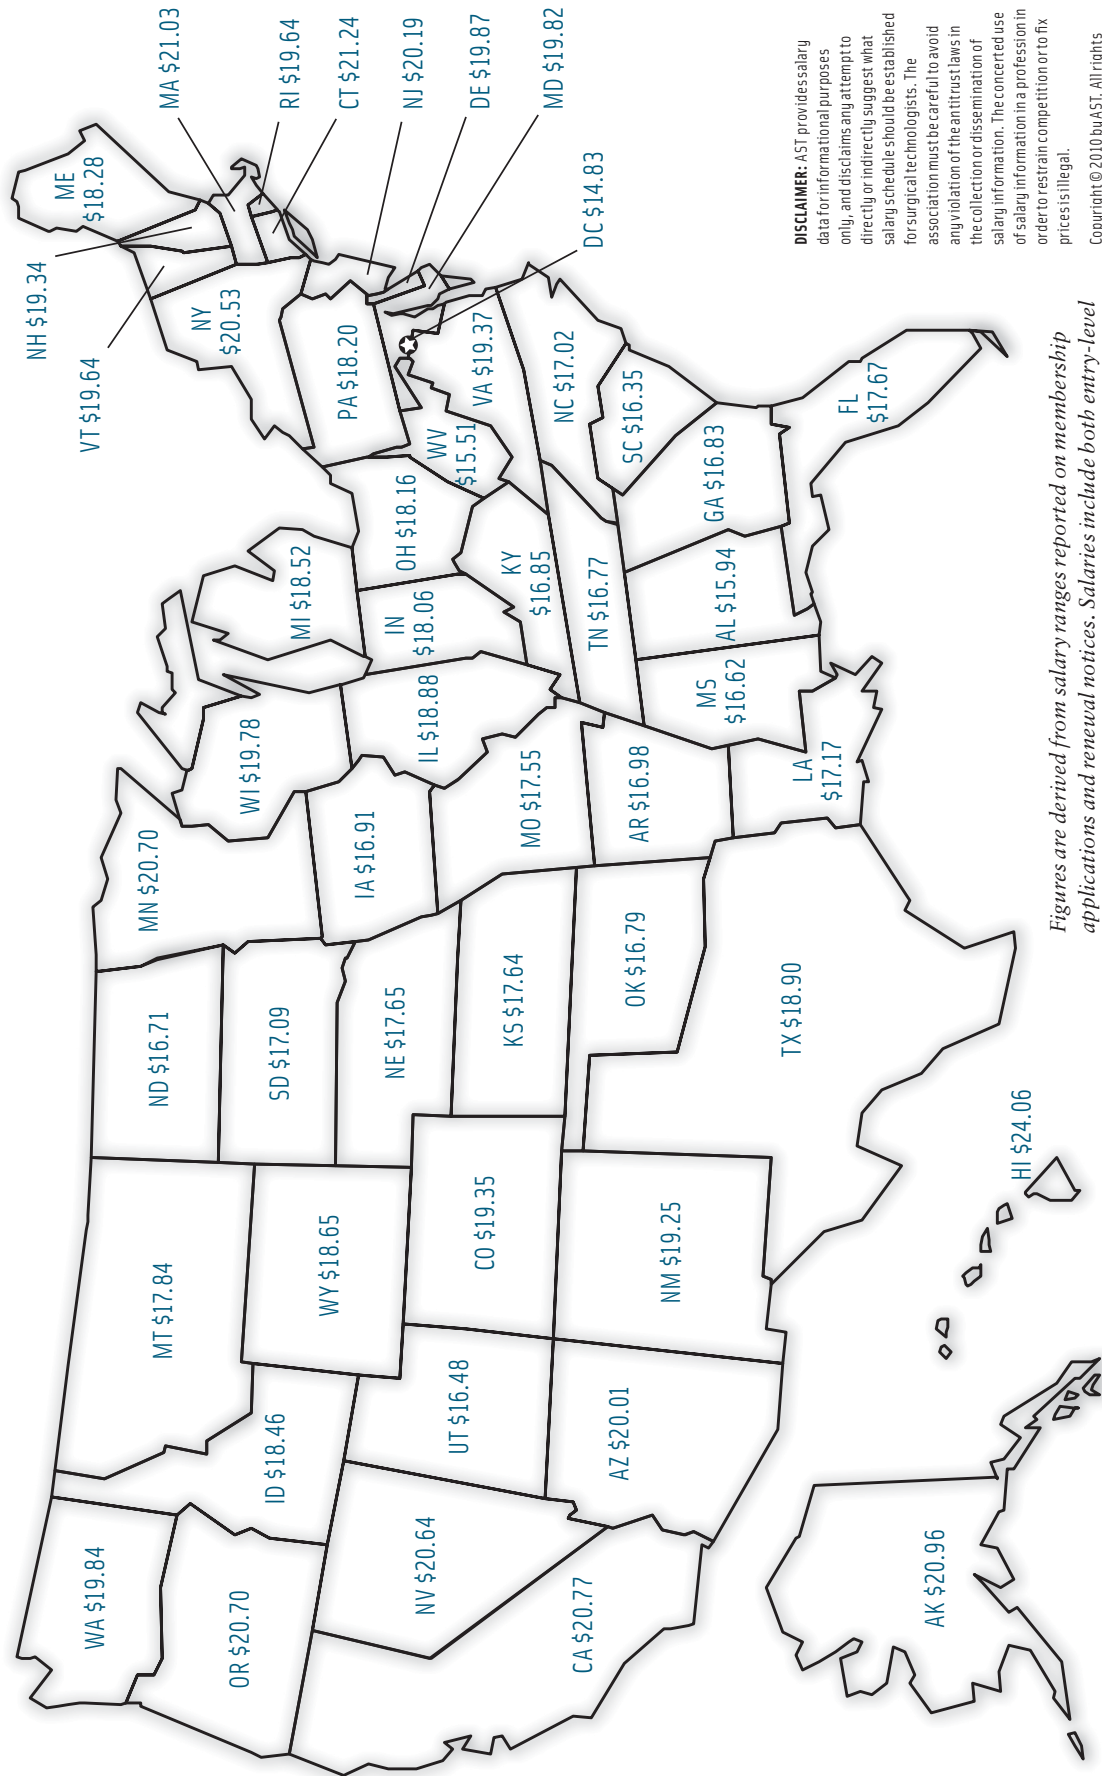 WA $19.84
OR $20.70
CA $20.77
NV $20.64
ID $18.46
MT $17.84
WY $18.65
UT $16.48
AZ $20.01
CO $19.35
NM $19.25
ND $16.71
SD $17.09
NE $17.65
KS $17.64
OK $16.79
TX $18.90
MN $20.70
IA $16.91
MO $17.55
AR $16.98
LA
$17.17
WI $19.78
IL $18.88
MI $18.52
IN
$18.06
OH $18.16
KY
$16.85
TN $16.77
MS
$16.62
AL $15.94
GA $16.83
FL
$17.67
SC $16.35
NC $17.02
VA $19.37
WV
$15.51
PA $18.20
NY
$20.53
VT $19.64
NH $19.34
ME
$18.28
MA $21.03
RI $19.64
CT $21.24
NJ $20.19
DE $19.87
MD $19.82
DC $14.83
AK $20.96
HI $24.06
Figures are derived from salary ranges reported on membership
applications and renewal notices. Salaries include both entry-level
DISCLAIMER: AST provides salary
data for informational purposes
only, and disclaims any attempt to
directly or indirectly suggest what
salary schedule should be established
for surgical technologists. The
association must be careful to avoid
any violation of the antitrust laws in
the collection or dissemination of
salary information. The concerted use
of salary information in a profession in
order to restrain competition or to fix
prices is illegal.
Copyright © 2010 by AST. All rights